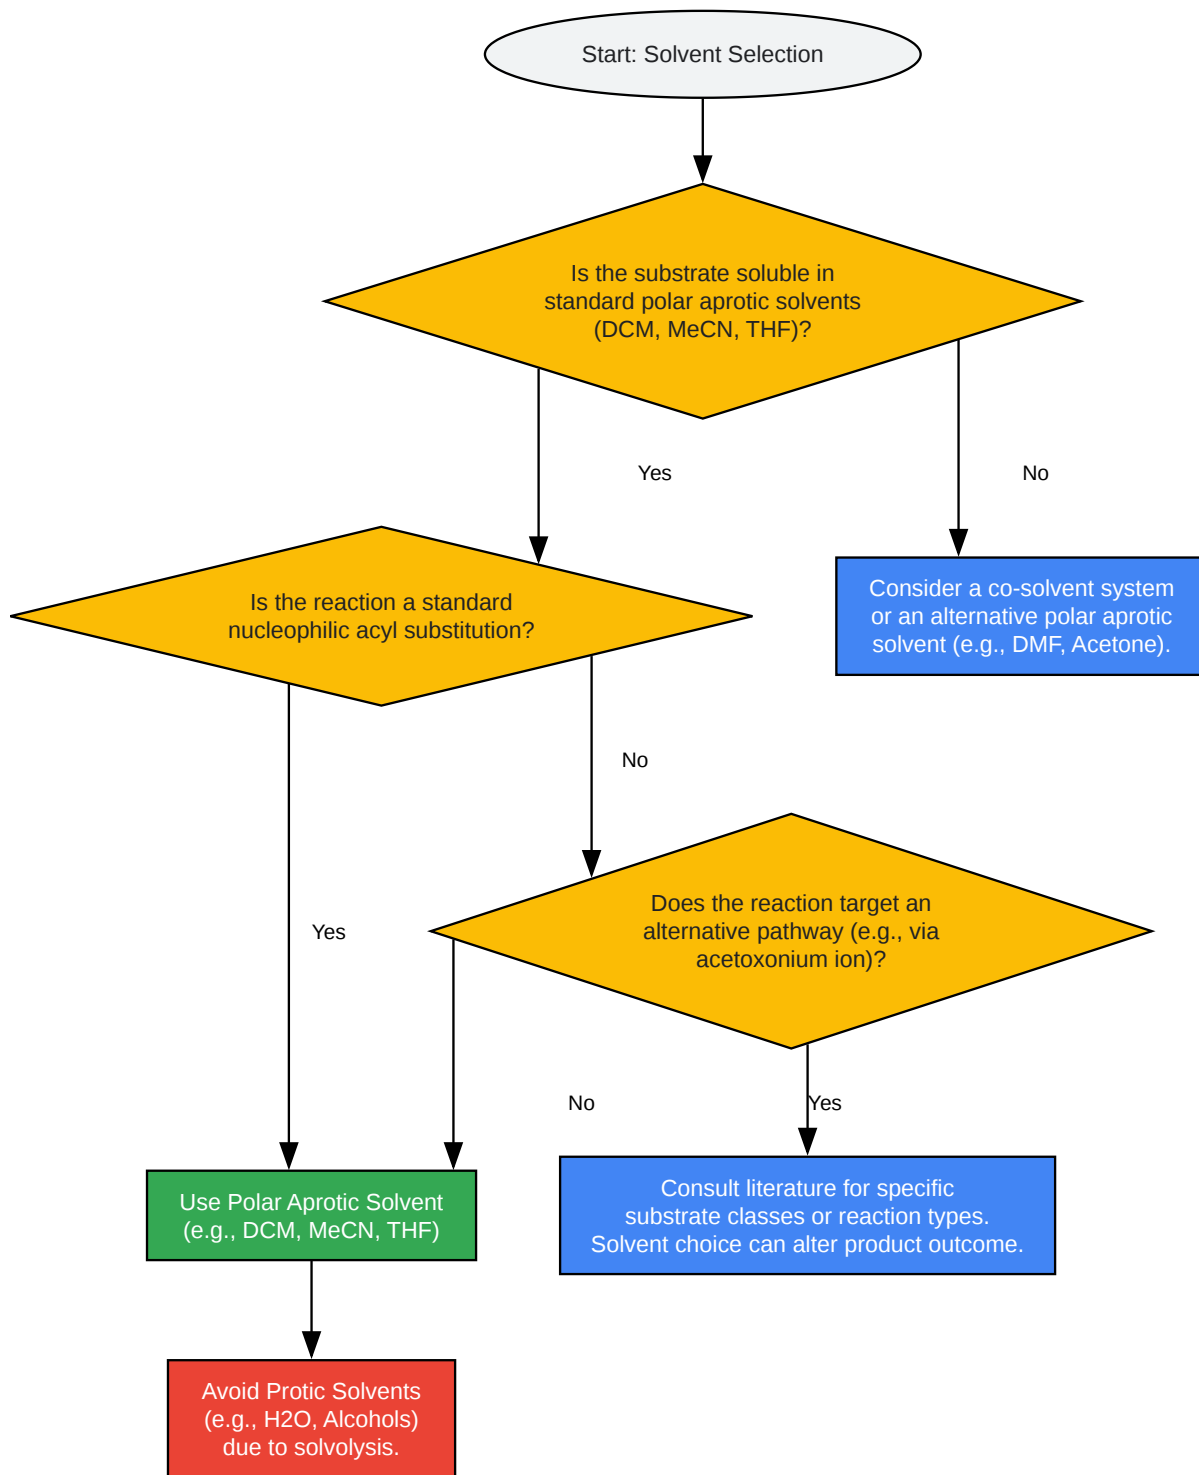 Start: Solvent Selection
Is the substrate soluble in
standard polar aprotic solvents
(DCM, MeCN, THF)?
Yes
No
Is the reaction a standard
nucleophilic acyl substitution?
Consider a co-solvent system
or an alternative polar aprotic
solvent (e.g., DMF, Acetone).
No
Does the reaction target an
alternative pathway (e.g., via
acetoxonium ion)?
Yes
No
Yes
Use Polar Aprotic Solvent
(e.g., DCM, MeCN, THF)
Consult literature for specific
substrate classes or reaction types.
Solvent choice can alter product outcome.
Avoid Protic Solvents
(e.g., H2O, Alcohols)
due to solvolysis.